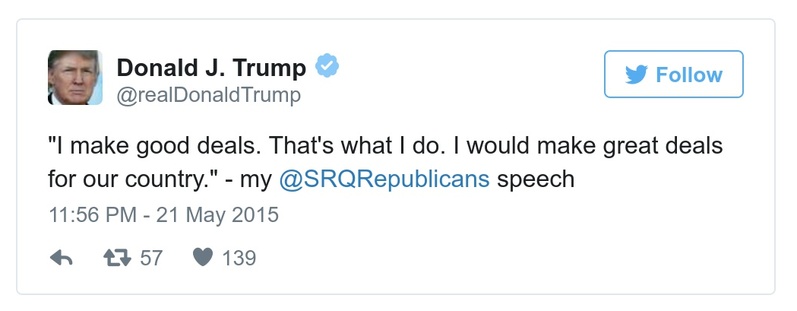 Donald J. Trump
@realDonaldTrump
Follow
"I make good deals. That's what I do. I would make great deals
for our country." - my @SRQRepublicans speech
11:56 PM - 21 May 2015
57 139